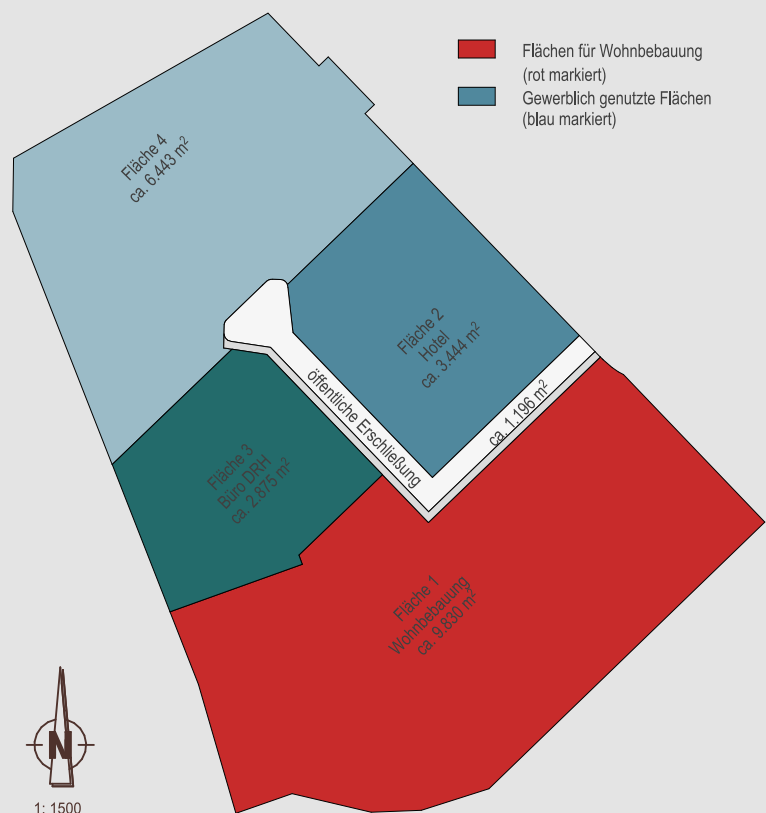 Flächen für Wohnbebauung
(rot markiert)
Gewerblich genutzte Flächen
(blau markiert)
Fläche 4
ca. 6.443 m²
Fläche 2
Hotel
ca. 3.444 m²
öffentliche Erschließung
ca. 1.196 m²
Fläche 3
Büro DRH
ca. 2.875 m²
Fläche 1
Wohnbebauung
ca. 9.830 m²
N
1: 1500